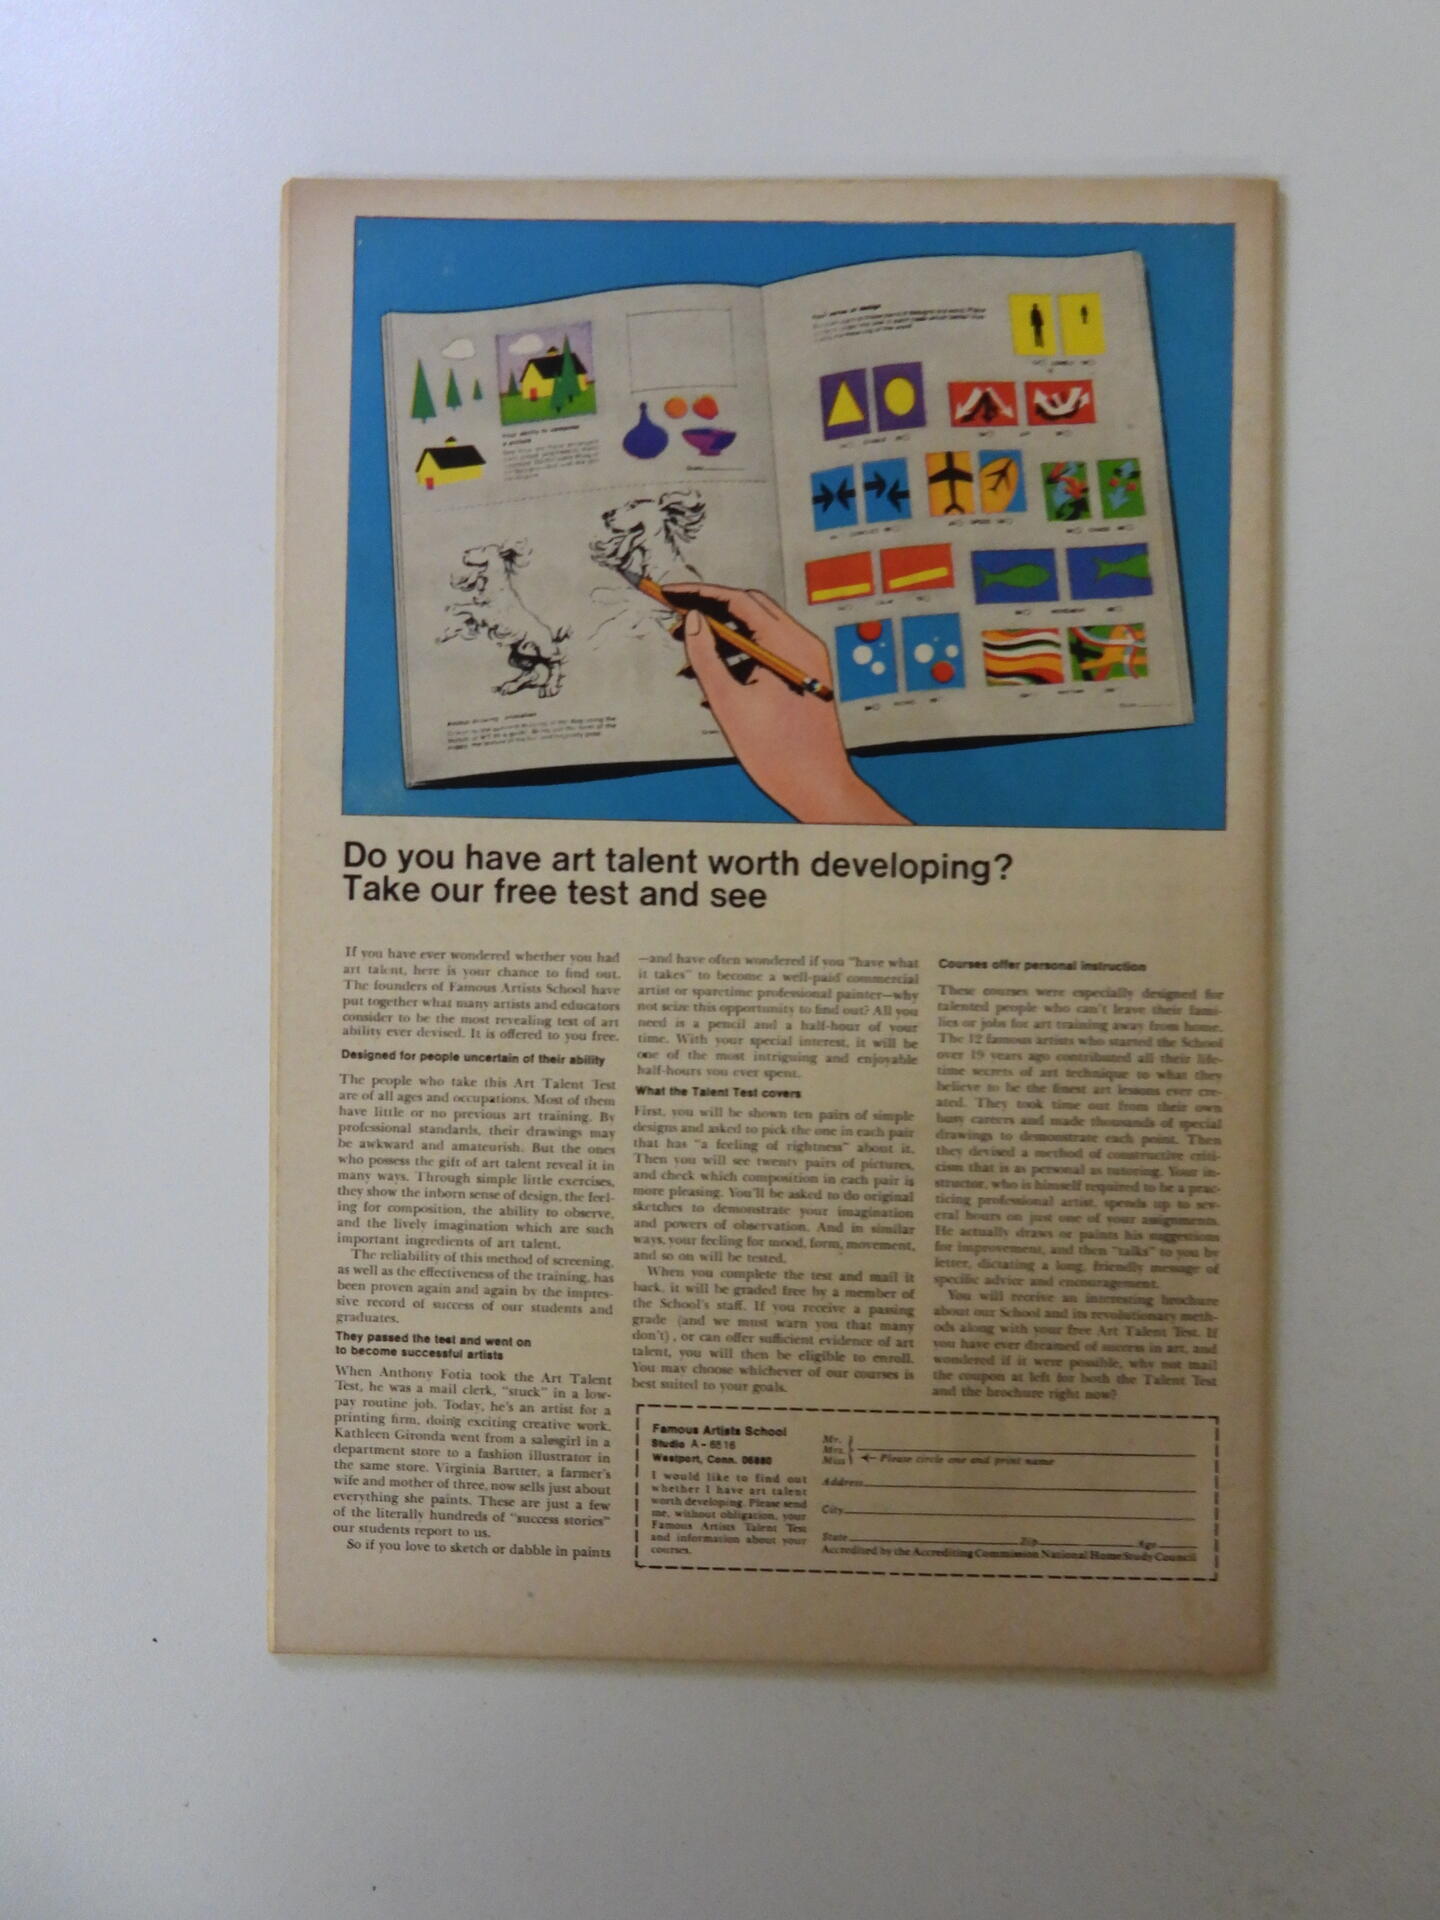 Your ability to compose
a picture
Your sense of design
Do you have art talent worth developing?
Take our free test and see
If you have ever wondered whether you had
art talent, here is your chance to find out.
The founders of Famous Artists School have
put together what many artists and educators
consider to be the most revealing test of art
ability ever devised. It is offered to you free.
Designed for people uncertain of their ability
The people who take this Art Talent Test
are of all ages and occupations. Most of them
have little or no previous art training. By
professional standards, their drawings may
be awkward and amateurish. But the ones
who possess the gift of art talent reveal it in
many ways. Through simple little exercises,
they show the inborn sense of design, the feel-
ing for composition, the ability to observe,
and the lively imagination which are such
important ingredients of art talent.
The reliability of this method of screening,
as well as the effectiveness of the training, has
been proven again and again by the impres-
sive record of success of our students and
graduates.
They passed the test and went on
to become successful artists
When Anthony Fotia took the Art Talent
Test, he was a mail clerk, "stuck" in a low-
pay routine job. Today, he's an artist for a
printing firm, doing exciting creative work.
Kathleen Gironda went from a salesgirl in a
department store to a fashion illustrator in
the same store. Virginia Bartter, a farmer's
wife and mother of three, now sells just about
everything she paints. These are just a few
of the literally hundreds of "success stories"
our students report to us.
So if you love to sketch or dabble in paints
—and have often wondered if you "have what
it takes" to become a well-paid commercial
artist or sparetime professional painter—why
not seize this opportunity to find out? All you
need is a pencil and a half-hour of your
time. With your special interest, it will be
one of the most intriguing and enjoyable
half-hours you ever spent.
What the Talent Test covers
First, you will be shown ten pairs of simple
designs and asked to pick the one in each pair
that has "a feeling of rightness" about it.
Then you will see twenty pairs of pictures,
and check which composition in each pair is
more pleasing. You'll be asked to do original
sketches to demonstrate your imagination
and powers of observation. And in similar
ways, your feeling for mood, form, movement,
and so on will be tested.
When you complete the test and mail it
back, it will be graded free by a member of
the School's staff. If you receive a passing
grade (and we must warn you that many
don't), or can offer sufficient evidence of art
talent, you will then be eligible to enroll.
You may choose whichever of our courses is
best suited to your goals.
Courses offer personal instruction
These courses were especially designed for
talented people who can't leave their fami-
lies or jobs for art training away from home.
The 12 famous artists who started the School
over 19 years ago contributed all their life-
time secrets of art technique to what they
believe to be the finest art lessons ever cre-
ated. They took time out from their own
busy careers and made thousands of special
drawings to demonstrate each point. Then
they devised a method of constructive criti-
cism that is as personal as tutoring. Your in-
structor, who is himself required to be a prac-
ticing professional artist, spends up to sev-
eral hours on just one of your assignments.
He actually draws or paints his suggestions
for improvement, and then "talks" to you by
letter, dictating a long, friendly message of
specific advice and encouragement.
You will receive an interesting brochure
about our School and its revolutionary meth-
ods along with your free Art Talent Test. If
you have ever dreamed of success in art, and
wondered if it were possible, why not mail
the coupon at left for both the Talent Test
and the brochure right now?
Famous Artists School
Studio A-6516
Westport, Conn. 06880
I would like to find out
whether I have art talent
worth developing. Please send
me, without obligation, your
Famous Artists Talent Test
and information about your
courses.
Mr.
Mrs.
Miss
Please circle one and print name
Address
City
State Zip Age
Accredited by the Accrediting Commission National Home Study Council